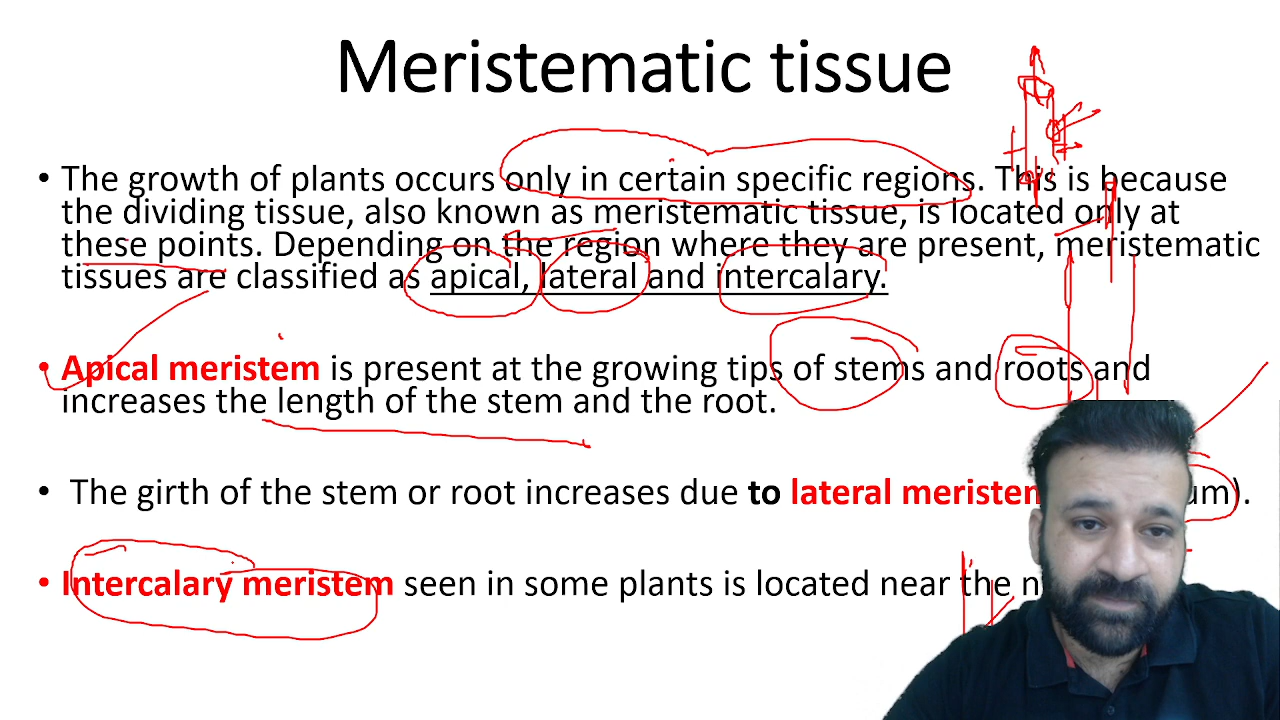 Meristematic tissue
• The growth of plants occurs only in certain specific regions. This is because
the dividing tissue, also known as meristematic tissue, is located only at
these points. Depending on the region where they are present, meristematic
tissues are classified as apical, lateral and intercalary.
• Apical meristem is present at the growing tips of stems and roots and
increases the length of the stem and the root.
• The girth of the stem or root increases due to lateral
• Intercalary meristem seen in some plants is located near the